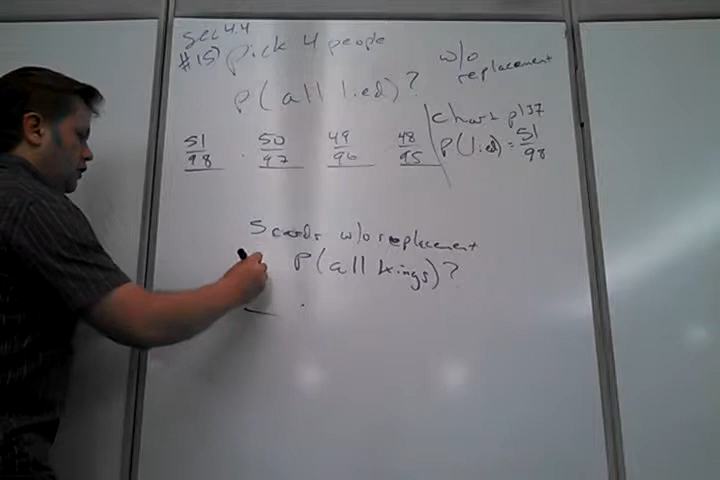 Sec 4.4
#15) Pick 4 people
w/o replacement
P(all lied)?
chart p137
P(lied) = 51/98
51/98 · 50/97 49/96 48/95
5 cards w/o replacement
P(all kings)?